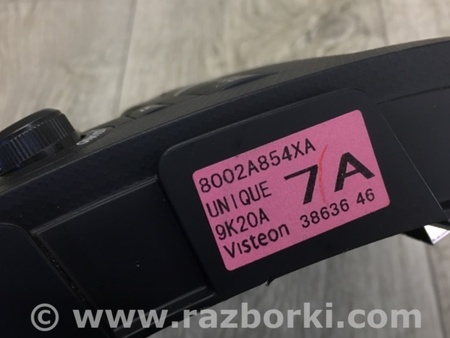 8002A854XA
UNIQUE 7A
9K20A
Visteon 38636 46
© www.razborki.com